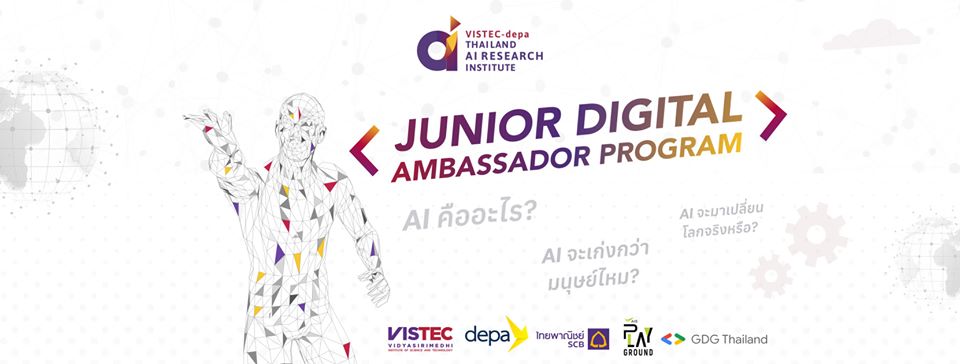 VISTEC-depa
THAILAND
AI RESEARCH
INSTITUTE
JUNIOR DIGITAL
AMBASSADOR PROGRAM
AI คืออะไร?
AI จะมาเปลี่ยน
โลกจริงหรือ?
AI จะเก่งกว่า
มนุษย์ไหม?
VISTEC
VIDYASIRIMEDHI
INSTITUTE OF SCIENCE AND TECHNOLOGY
depa
ไทยพาณิชย์
SCB
AIS
PLAY
GROUND
GDG Thailand